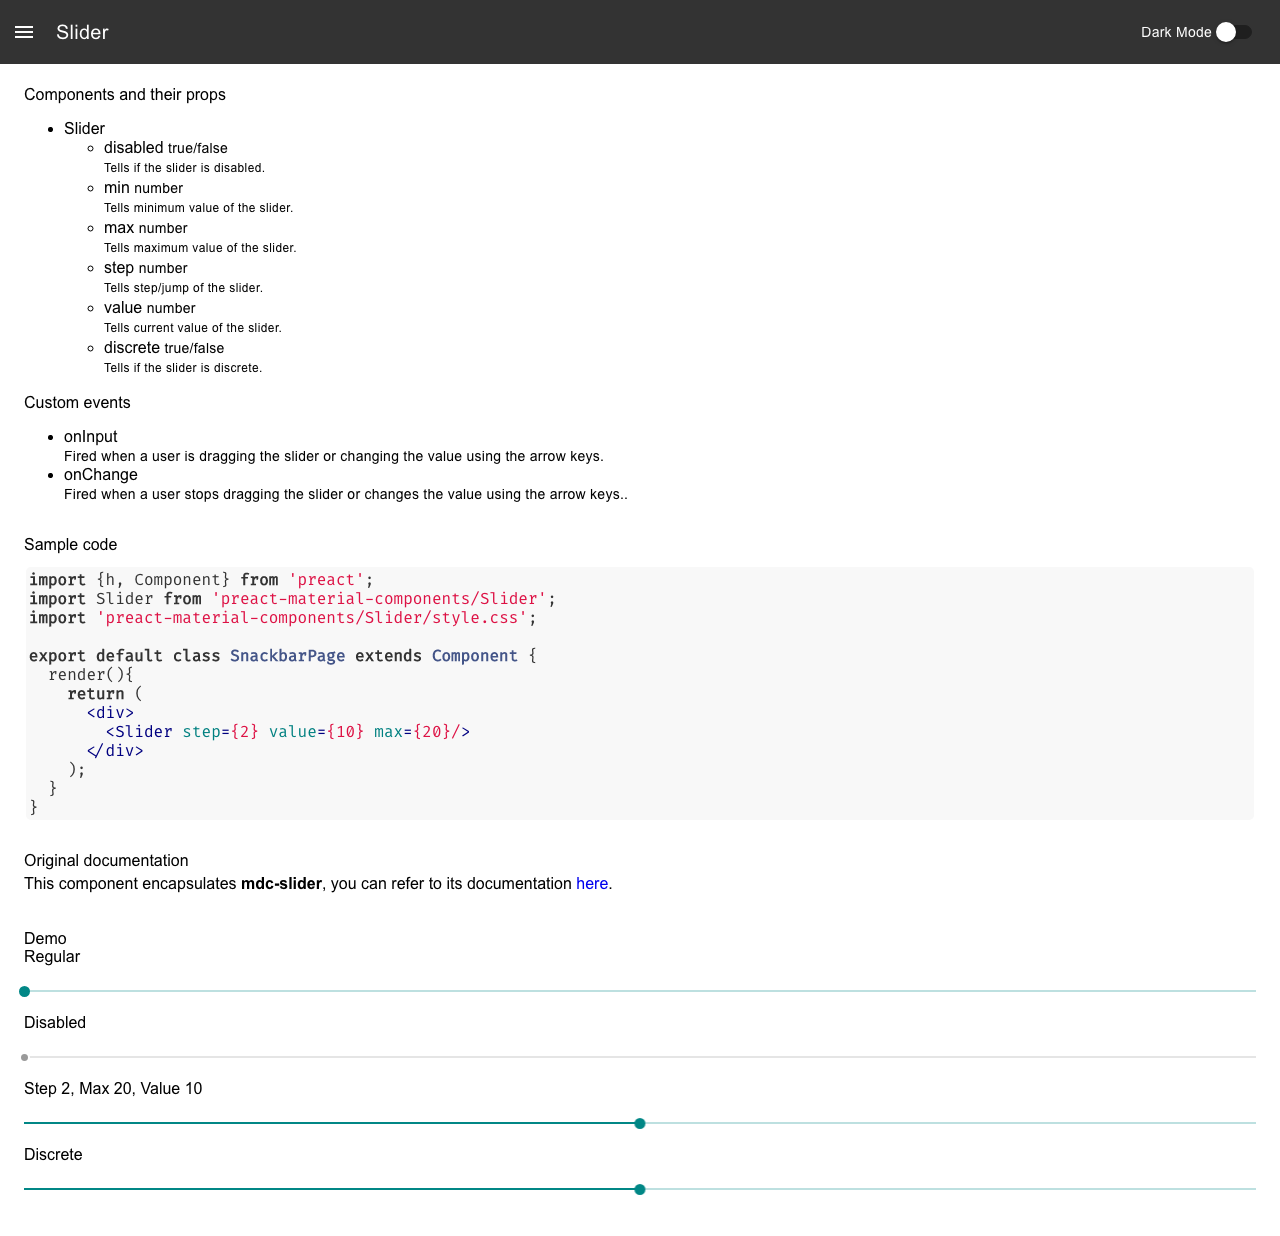 Slider
Dark Mode
Components and their props
Slider
disabled true/false
Tells if the slider is disabled.
min number
Tells minimum value of the slider.
max number
Tells maximum value of the slider.
step number
Tells step/jump of the slider.
value number
Tells current value of the slider.
discrete true/false
Tells if the slider is discrete.
Custom events
onInput
Fired when a user is dragging the slider or changing the value using the arrow keys.
onChange
Fired when a user stops dragging the slider or changes the value using the arrow keys..
Sample code
import {h, Component} from 'preact';
import Slider from 'preact-material-components/Slider';
import 'preact-material-components/Slider/style.css';
export default class SnackbarPage extends Component {
render(){
return (
<div>
<Slider step={2} value={10} max={20}/>
</div>
);
}
}
Original documentation
This component encapsulates mdc-slider, you can refer to its documentation here.
Demo
Regular
Disabled
Step 2, Max 20, Value 10
Discrete